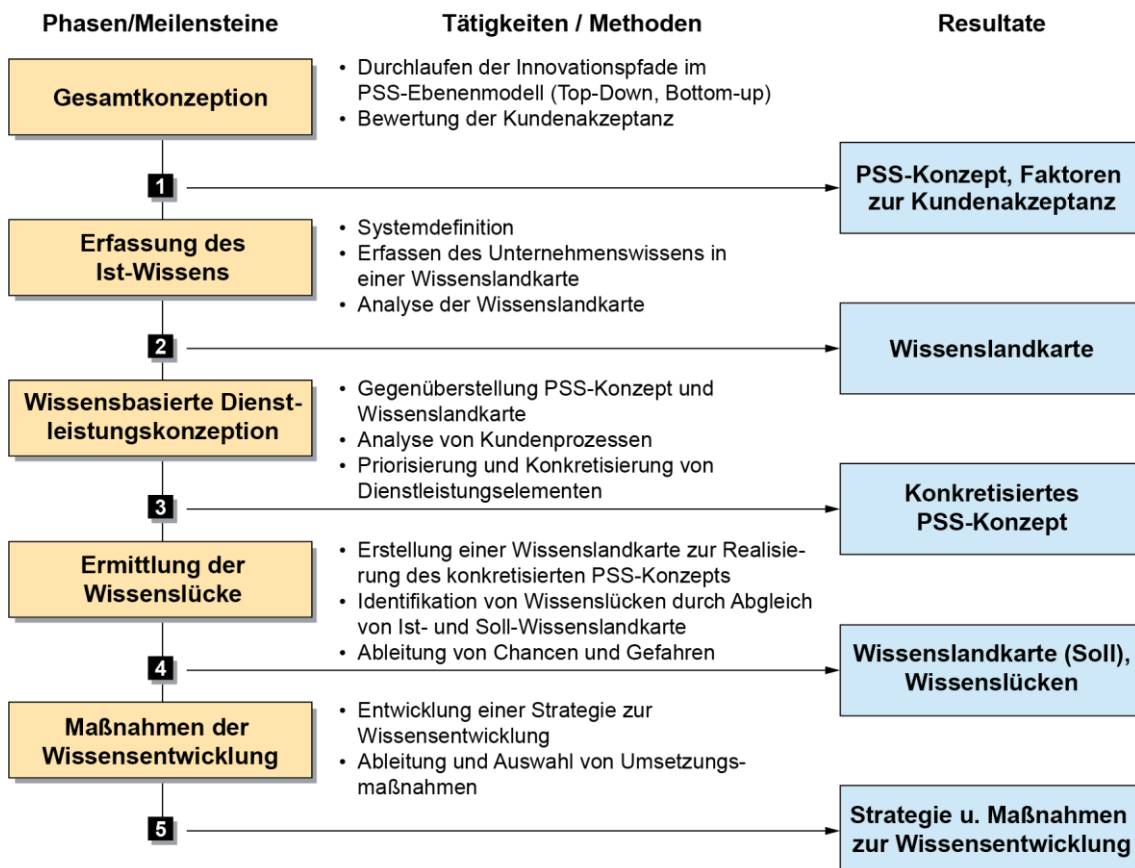 Phasen/Meilensteine
Tätigkeiten / Methoden
Resultate
Gesamtkonzeption
• Durchlaufen der Innovationspfade im
PSS-Ebenenmodell (Top-Down, Bottom-up)
• Bewertung der Kundenakzeptanz
1
PSS-Konzept, Faktoren
zur Kundenakzeptanz
Erfassung des
Ist-Wissens
• Systemdefinition
• Erfassen des Unternehmenswissens in
einer Wissenslandkarte
• Analyse der Wissenslandkarte
2
Wissenslandkarte
Wissensbasierte Dienst-
leistungskonzeption
• Gegenüberstellung PSS-Konzept und
Wissenslandkarte
• Analyse von Kundenprozessen
• Priorisierung und Konkretisierung von
Dienstleistungselementen
3
Konkretisiertes
PSS-Konzept
Ermittlung der
Wissenslücke
• Erstellung einer Wissenslandkarte zur Realisie-
rung des konkretisierten PSS-Konzepts
• Identifikation von Wissenslücken durch Abgleich
von Ist- und Soll-Wissenslandkarte
• Ableitung von Chancen und Gefahren
4
Wissenslandkarte (Soll),
Wissenslücken
Maßnahmen der
Wissensentwicklung
• Entwicklung einer Strategie zur
Wissensentwicklung
• Ableitung und Auswahl von Umsetzungs-
maßnahmen
5
Strategie u. Maßnahmen
zur Wissensentwicklung